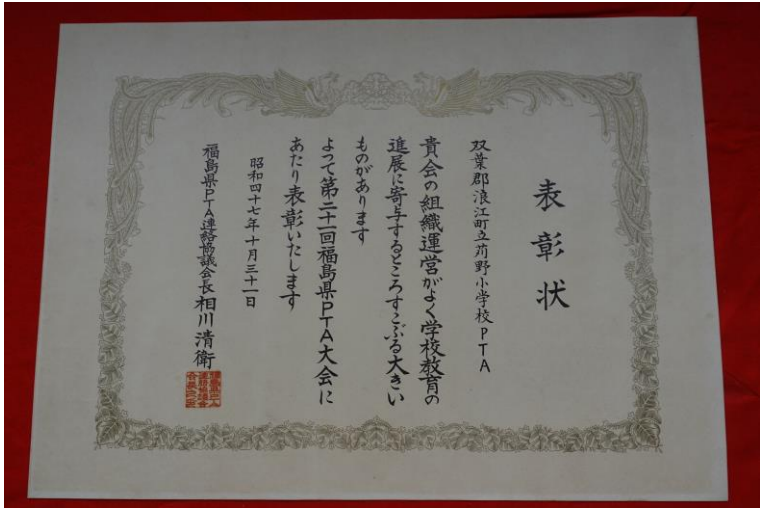 表彰状
双葉郡浪江町立苅野小学校PTA
貴会の組織運営がよく学校教育の
進展に寄与するところすこぶる大きい
ものがあります
よつて第二十一回福島県PTA大会に
あたり表彰いたします
昭和四十七年十月三十一日
福島県PTA連絡協議会長 相川清衛